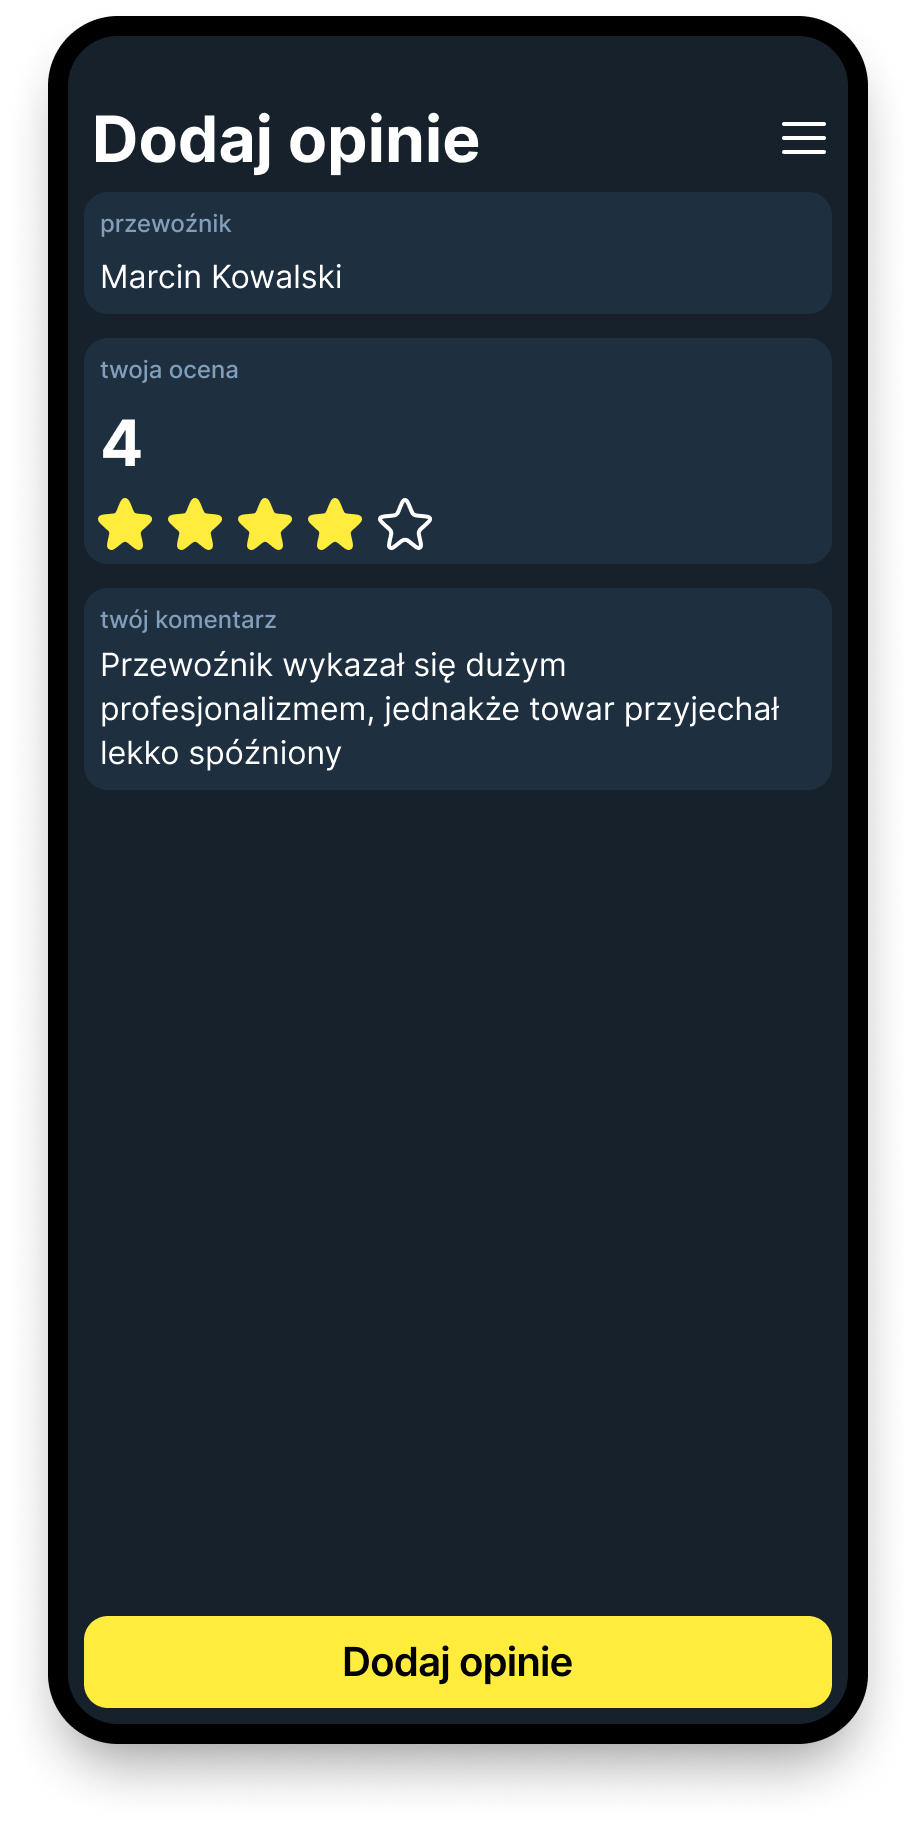 Dodaj opinie
przewoźnik
Marcin Kowalski
twoja ocena
4
twój komentarz
Przewoźnik wykazał się dużym
profesjonalizmem, jednakże towar przyjechał
lekko spóźniony
Dodaj opinie